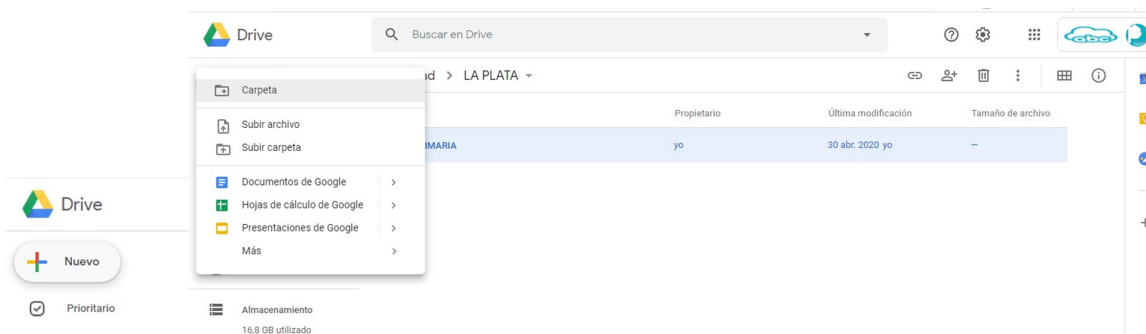 Drive
Nuevo
Prioritario
Drive
Buscar en Drive
abc
ad > LA PLATA
Carpeta
Subir archivo
Subir carpeta
Documentos de Google
Hojas de cálculo de Google
Presentaciones de Google
Más
Propietario Última modificación Tamaño de archivo
IMARIA yo 30 abr. 2020 yo –
Almacenamiento
16,8 GB utilizado